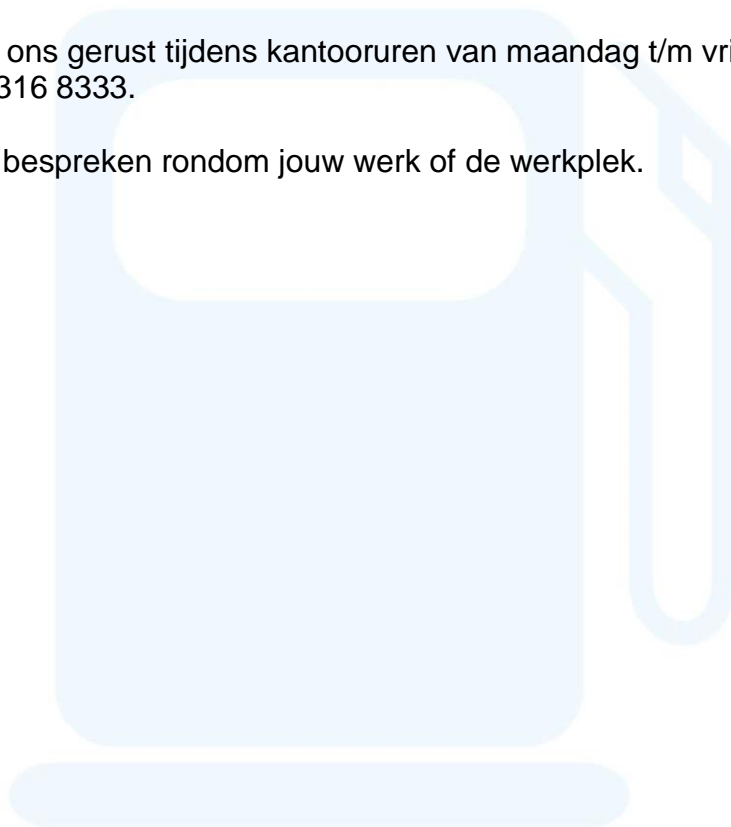 ons gerust tijdens kantooruren van maandag t/m vri
316 8333.
bespreken rondom jouw werk of de werkplek.